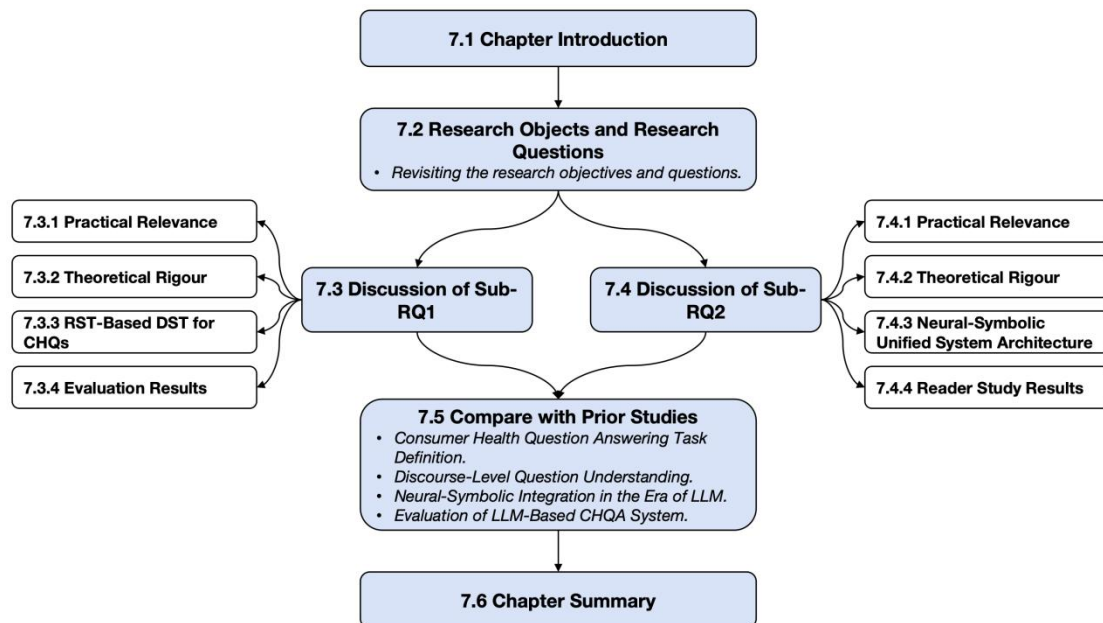 7.1 Chapter Introduction
7.2 Research Objects and Research
Questions
• Revisiting the research objectives and questions.
7.3.1 Practical Relevance
7.3.2 Theoretical Rigour
7.3.3 RST-Based DST for
CHQs
7.3.4 Evaluation Results
7.3 Discussion of Sub-
RQ1
7.4 Discussion of Sub-
RQ2
7.4.1 Practical Relevance
7.4.2 Theoretical Rigour
7.4.3 Neural-Symbolic
Unified System Architecture
7.4.4 Reader Study Results
7.5 Compare with Prior Studies
• Consumer Health Question Answering Task
Definition.
• Discourse-Level Question Understanding.
• Neural-Symbolic Integration in the Era of LLM.
• Evaluation of LLM-Based CHQA System.
7.6 Chapter Summary